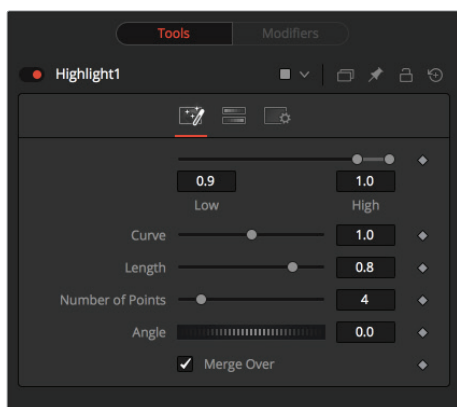 Tools Modifiers
Highlight1
0.9 1.0
Low High
Curve 1.0
Length 0.8
Number of Points 4
Angle 0.0
Merge Over